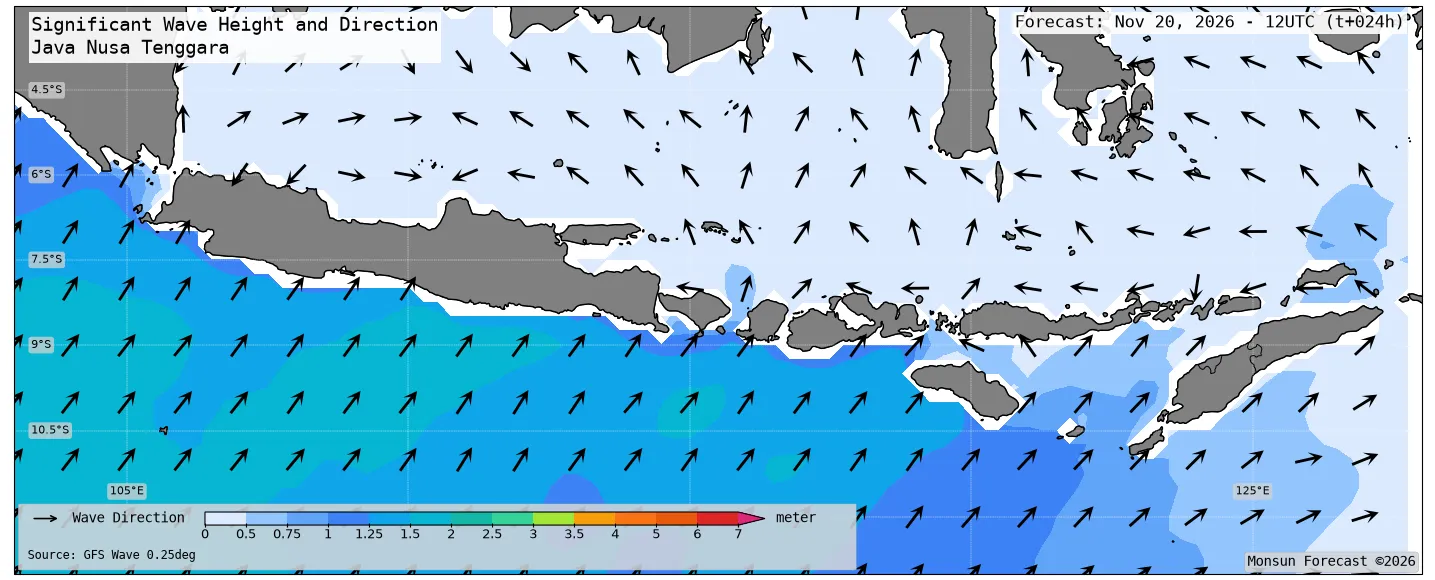 Significant Wave Height and Direction
Java Nusa Tenggara
Forecast: Nov 20, 2026 - 12UTC (t+024h)
4.5°S
6°S
7.5°S
9°S
10.5°S
105°E
125°E
Wave Direction
0 0.5 0.75 1 1.25 1.5 2 2.5 3 3.5 4 5 6 7
meter
Source: GFS Wave 0.25deg
Monsun Forecast ©2026